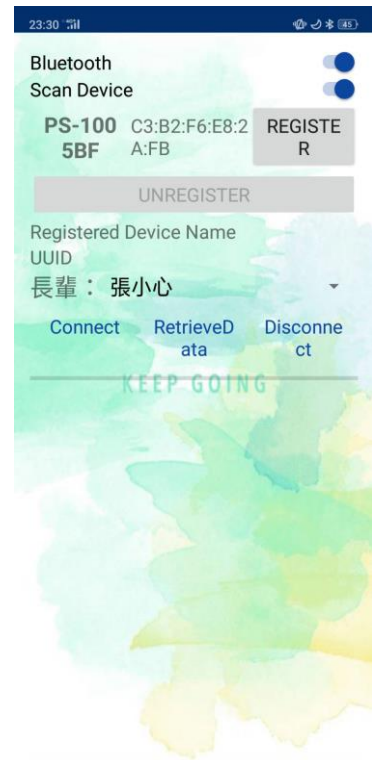 23:30
45
Bluetooth
Scan Device
PS-100 C3:B2:F6:E8:2 REGISTE
5BF A:FB R
UNREGISTER
Registered Device Name
UUID
長輩： 張小心
Connect RetrieveD Disconne
ata ct
KEEP GOING